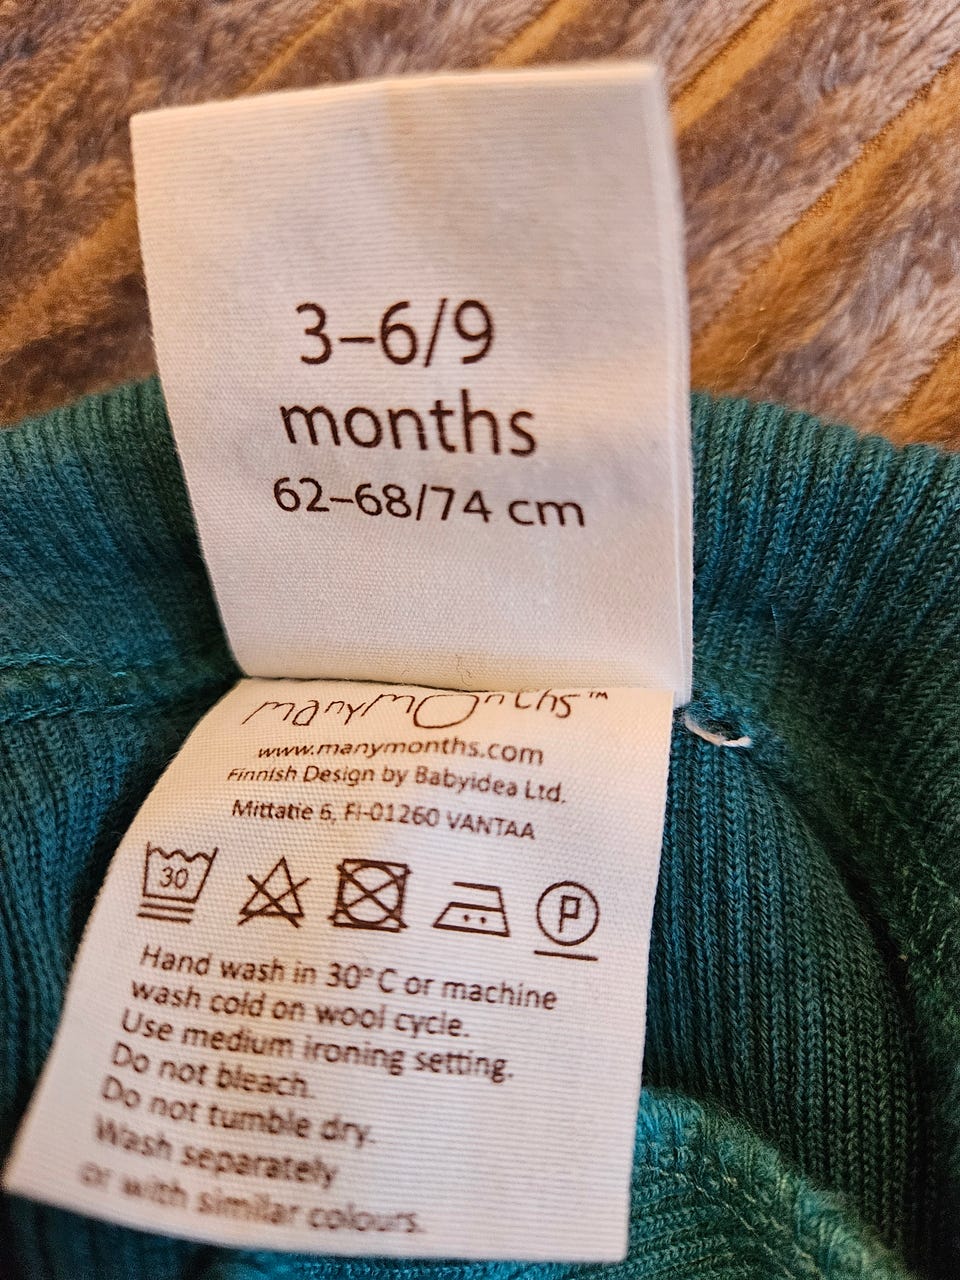 3–6/9
months
62–68/74 cm
manymonths™
www.manymonths.com
Finnish Design by Babyidea Ltd.
Mittatie 6, FI-01260 VANTAA
30
P
Hand wash in 30°C or machine
wash cold on wool cycle.
Use medium ironing setting.
Do not bleach.
Do not tumble dry.
Wash separately
or with similar colours.